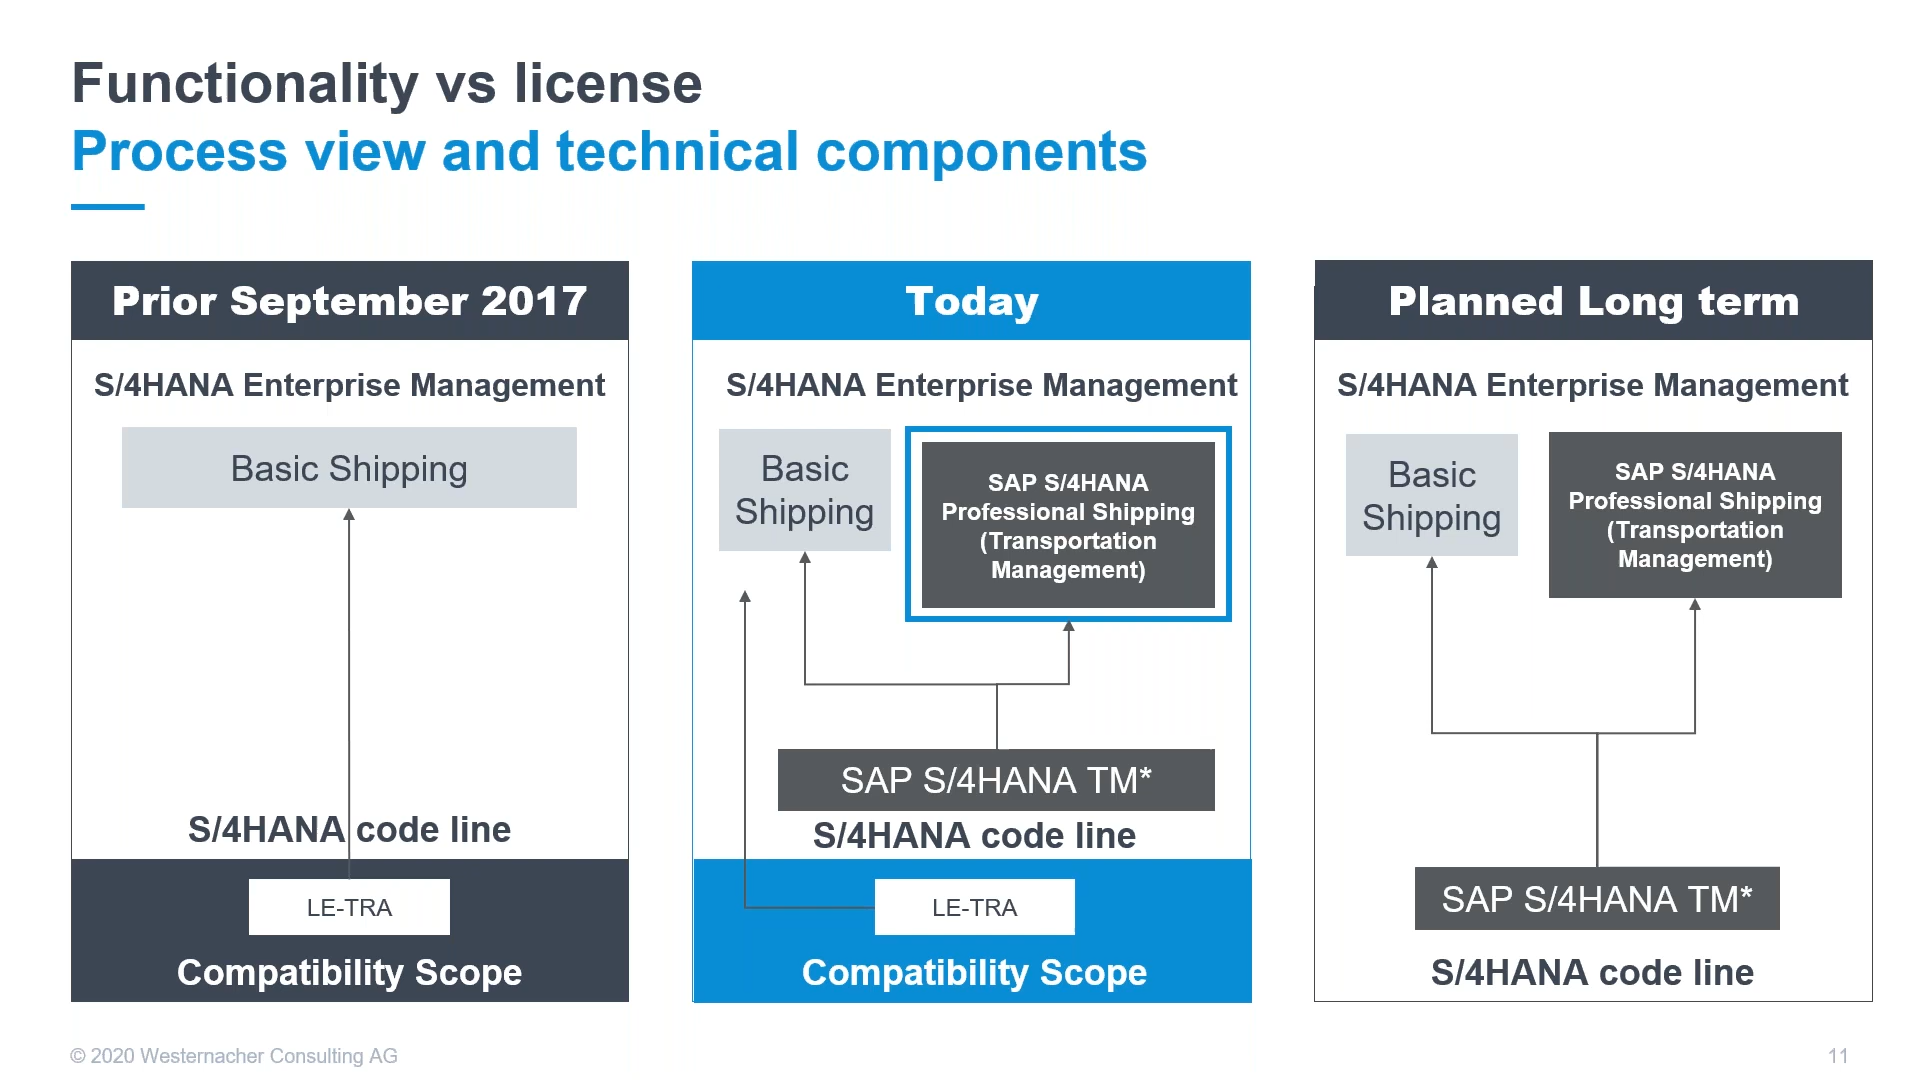 Functionality vs license
Process view and technical components
Prior September 2017
S/4HANA Enterprise Management
Basic Shipping
S/4HANA code line
LE-TRA
Compatibility Scope
Today
S/4HANA Enterprise Management
Basic
Shipping
SAP S/4HANA
Professional Shipping
(Transportation
Management)
SAP S/4HANA TM*
S/4HANA code line
LE-TRA
Compatibility Scope
Planned Long term
S/4HANA Enterprise Management
Basic
Shipping
SAP S/4HANA
Professional Shipping
(Transportation
Management)
SAP S/4HANA TM*
S/4HANA code line
© 2020 Westernacher Consulting AG
11